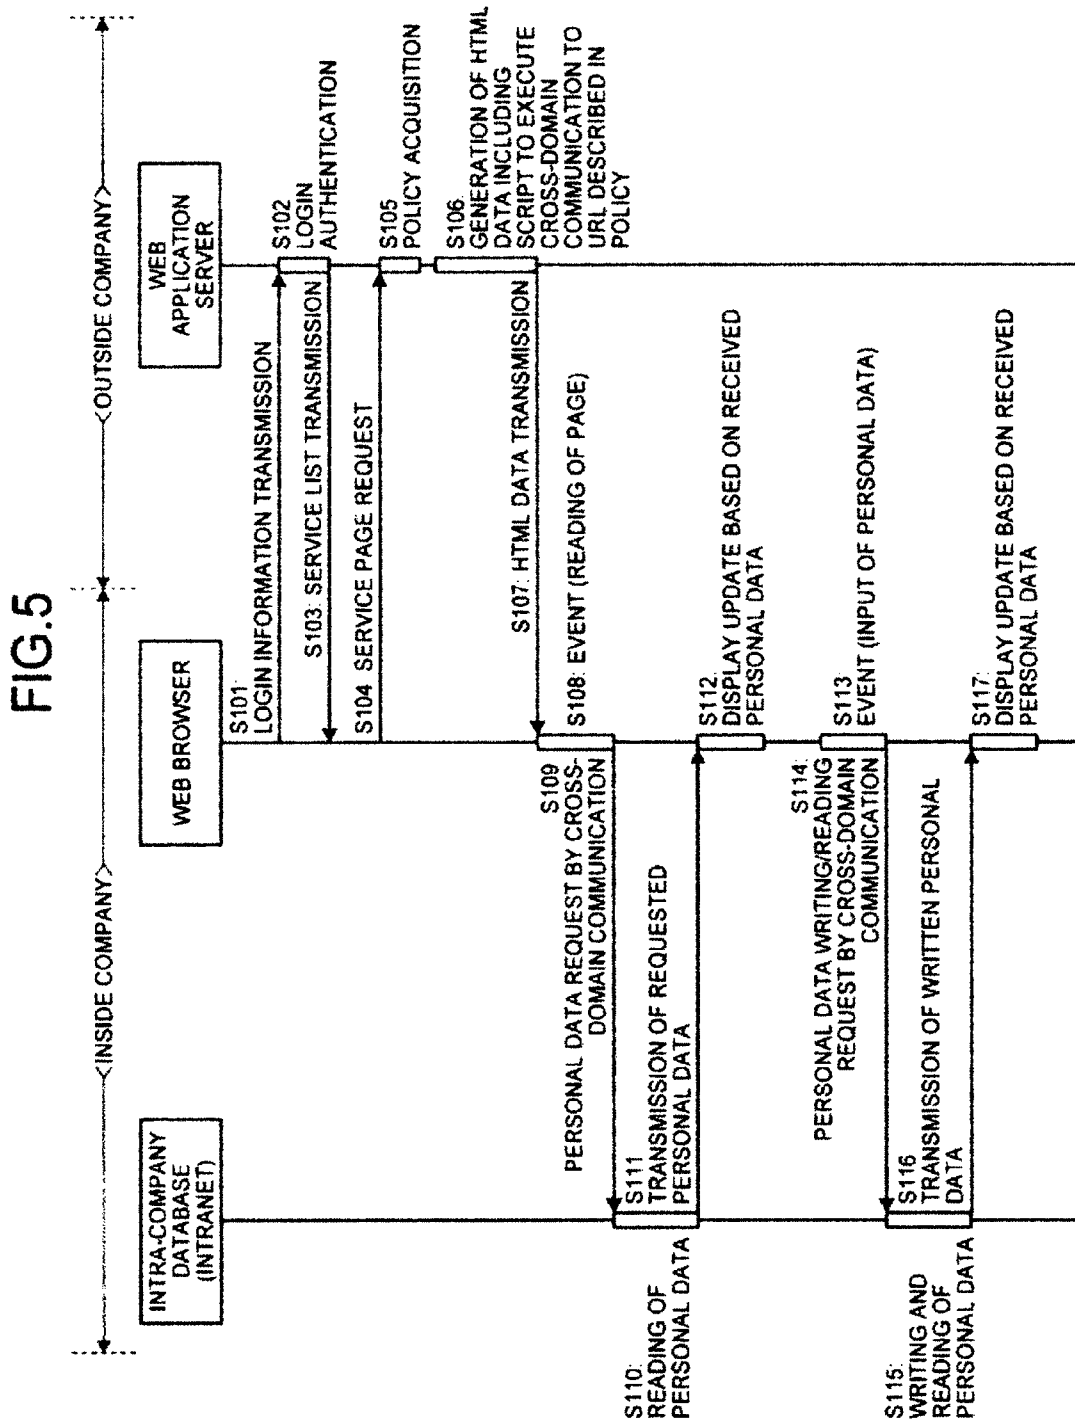 FIG.5
<INSIDE COMPANY>
<OUTSIDE COMPANY>
INTRA-COMPANY
DATABASE
(INTRANET)
WEB BROWSER
WEB
APPLICATION
SERVER
S101:
LOGIN INFORMATION TRANSMISSION
S102
LOGIN
AUTHENTICATION
S103: SERVICE LIST TRANSMISSION
S104 SERVICE PAGE REQUEST
S105
POLICY ACQUISITION
S106
GENERATION OF HTML
DATA INCLUDING
SCRIPT TO EXECUTE
CROSS-DOMAIN
COMMUNICATION TO
URL DESCRIBED IN
POLICY
S107: HTML DATA TRANSMISSION
S108: EVENT (READING OF PAGE)
S109
PERSONAL DATA REQUEST BY CROSS-
DOMAIN COMMUNICATION
S110:
READING OF
PERSONAL DATA
S111
TRANSMISSION OF REQUESTED
PERSONAL DATA
S112
DISPLAY UPDATE BASED ON RECEIVED
PERSONAL DATA
S113
EVENT (INPUT OF PERSONAL DATA)
S114:
PERSONAL DATA WRITING/READING
REQUEST BY CROSS-DOMAIN
COMMUNICATION
S115:
WRITING AND
READING OF
PERSONAL DATA
S116
TRANSMISSION OF WRITTEN PERSONAL
DATA
S117:
DISPLAY UPDATE BASED ON RECEIVED
PERSONAL DATA